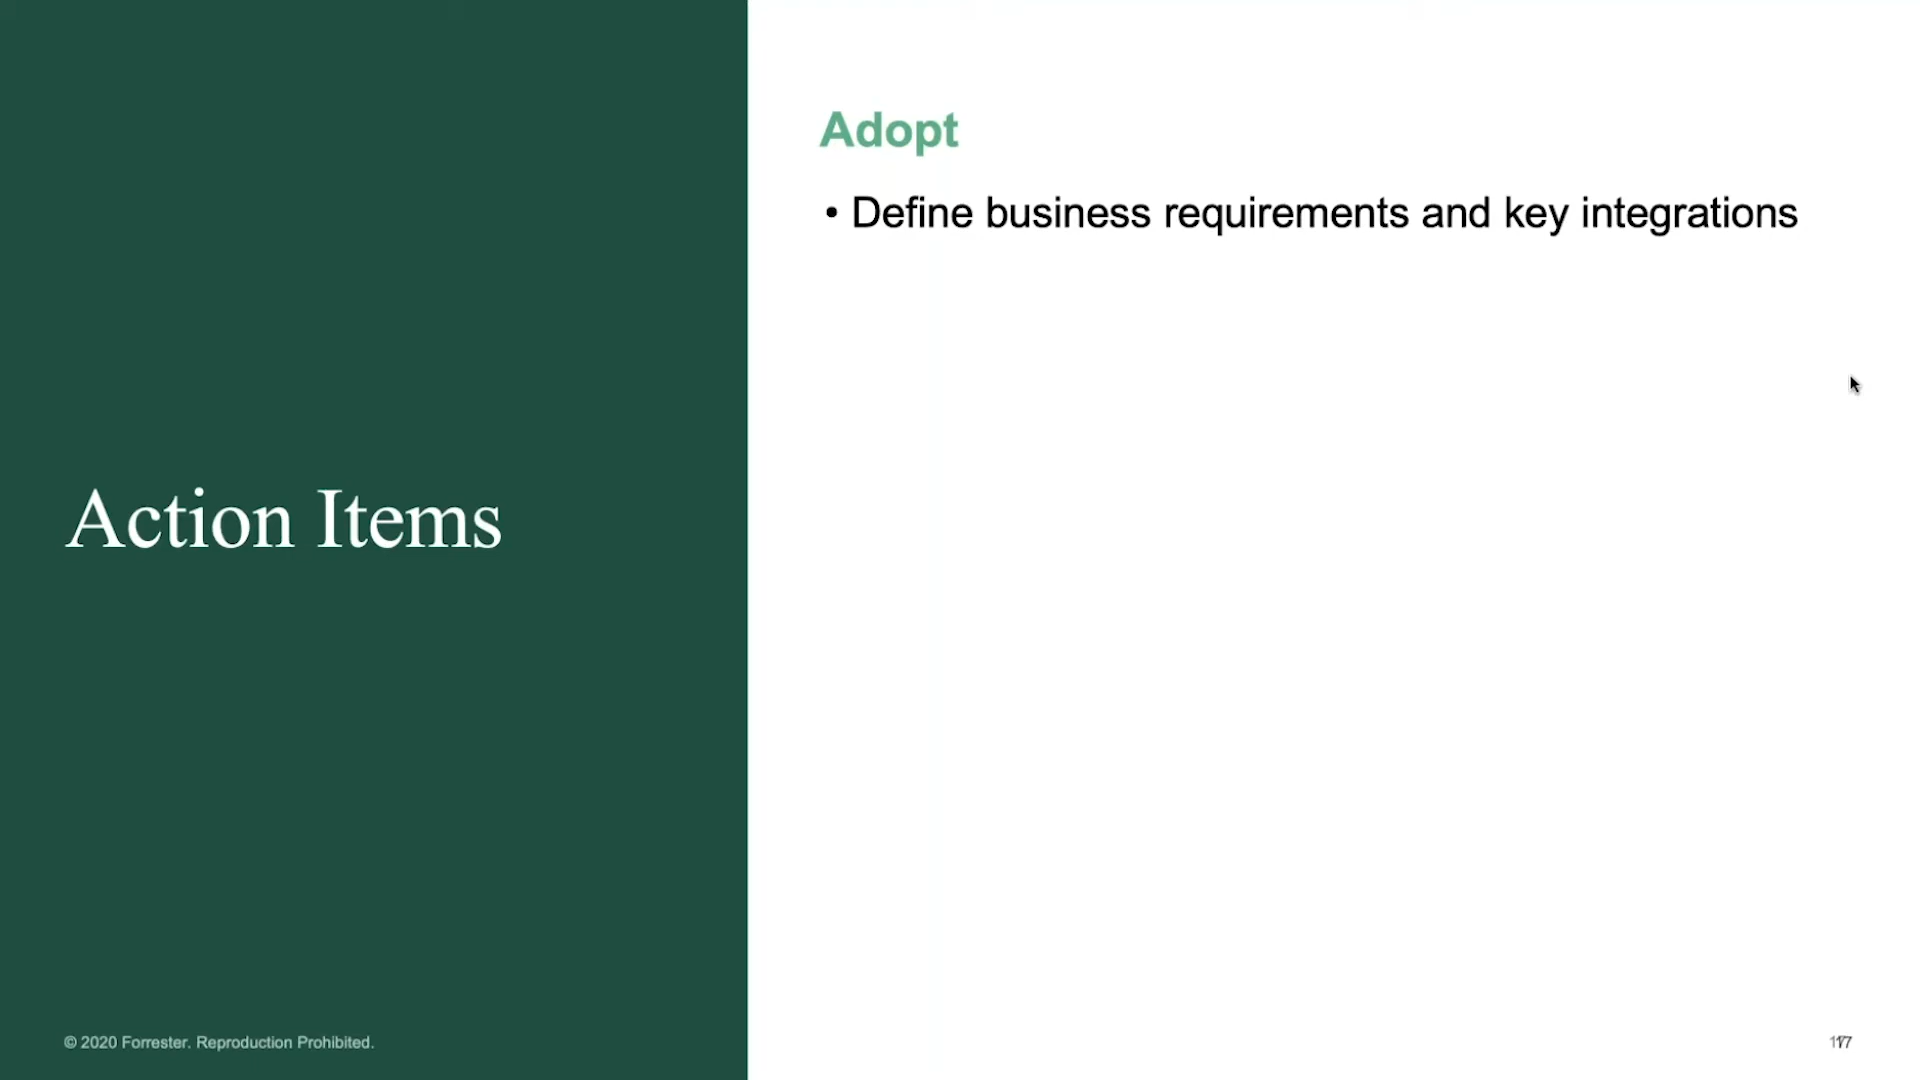 Adopt
• Define business requirements and key integrations
Action Items
© 2020 Forrester. Reproduction Prohibited.